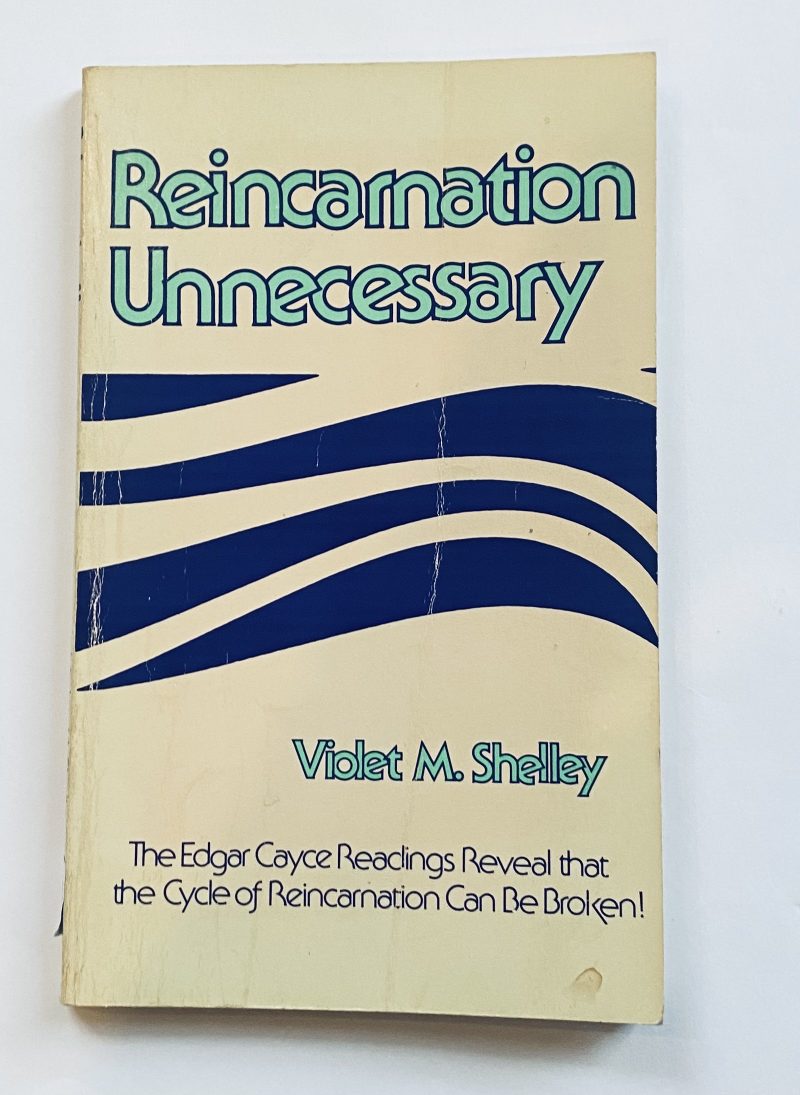 Reincarnation
Unnecessary
Violet M. Shelley
The Edgar Cayce Readings Reveal that
the Cycle of Reincarnation Can Be Broken!